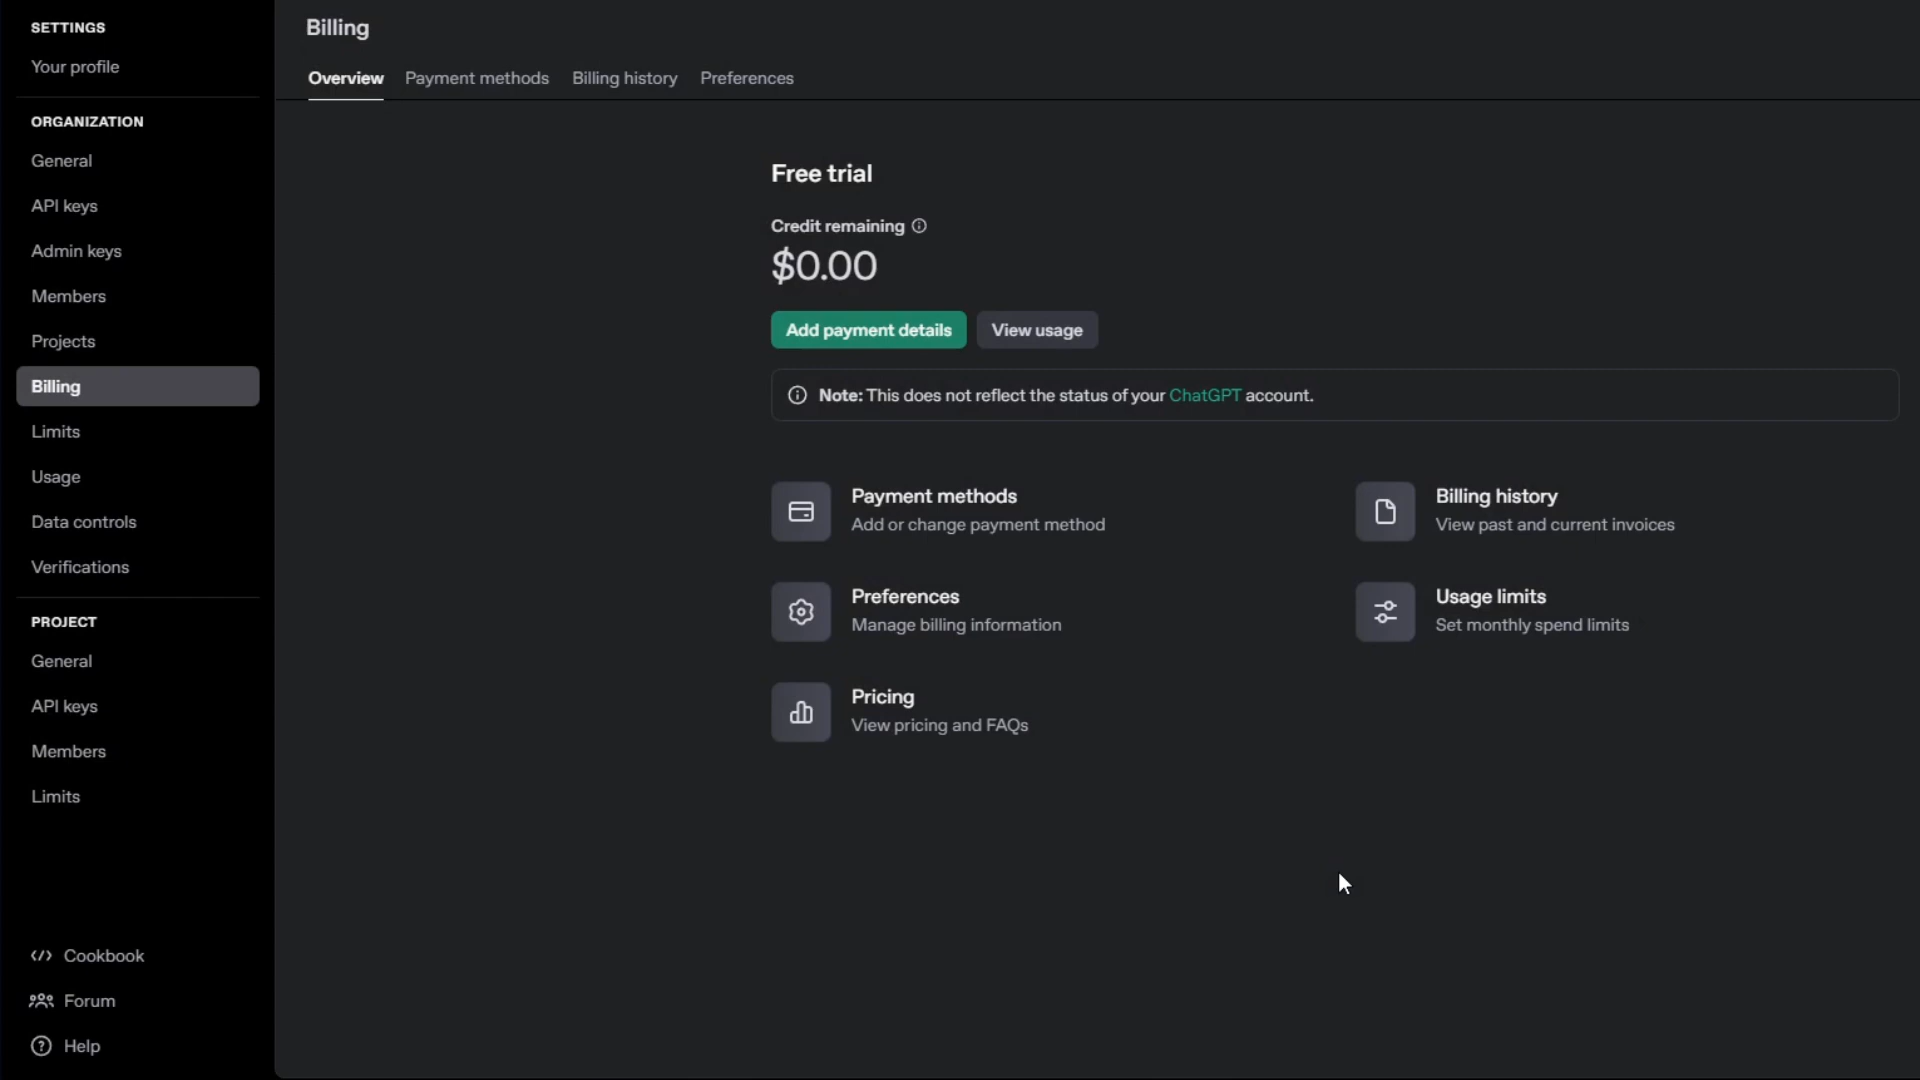 SETTINGS
Your profile
ORGANIZATION
General
API keys
Admin keys
Members
Projects
Billing
Limits
Usage
Data controls
Verifications
PROJECT
General
API keys
Members
Limits
Cookbook
Forum
Help
Billing
Overview Payment methods Billing history Preferences
Free trial
Credit remaining
$0.00
Add payment details View usage
Note: This does not reflect the status of your ChatGPT account.
Payment methods
Add or change payment method
Billing history
View past and current invoices
Preferences
Manage billing information
Usage limits
Set monthly spend limits
Pricing
View pricing and FAQs